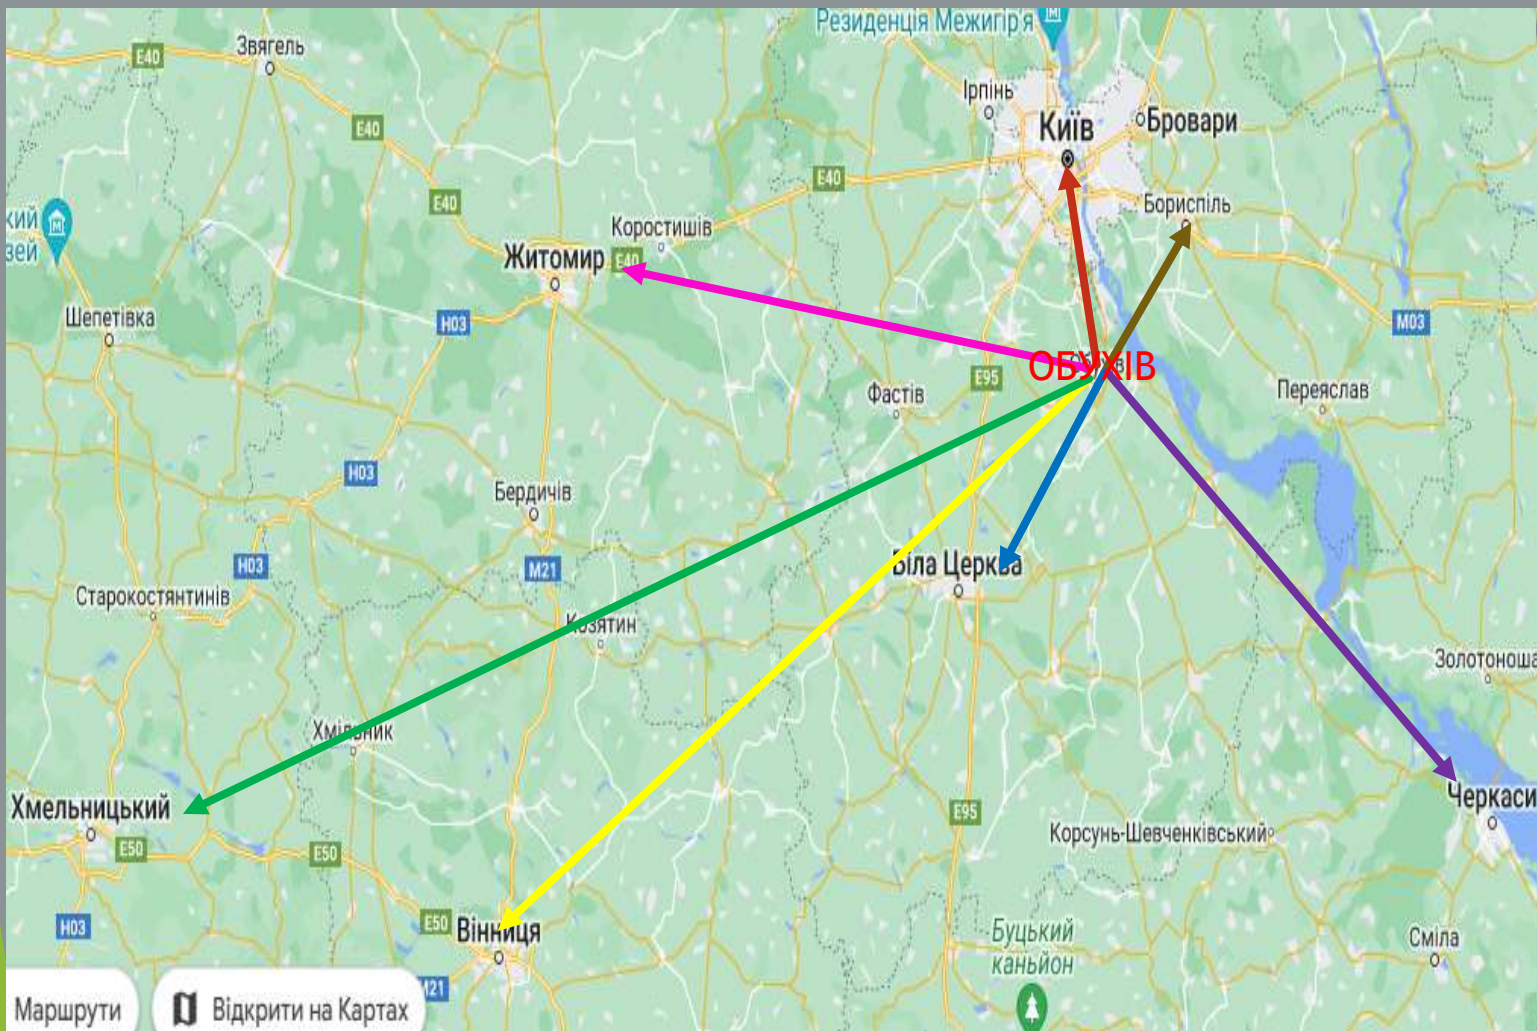 Резиденція Межигір'я
Звягель
E40
Ірпінь
Київ
Бровари
E40
E40
E40
Бориспіль
кий
зей
Коростишів
Житомир
E40
Шепетівка
H03
M03
ОБУХІВ
E95
Фастів
Переяслав
H03
Бердичів
H03
M21
Біла Церква
Старокостянтинів
Козятин
Золотоноша
Хмільник
Хмельницький
Черкаси
E95
Корсунь-Шевченківський
E50
E50
H03
E50
Вінниця
Буцький
каньйон
Сміла
M21
Маршрути
Відкрити на Картах